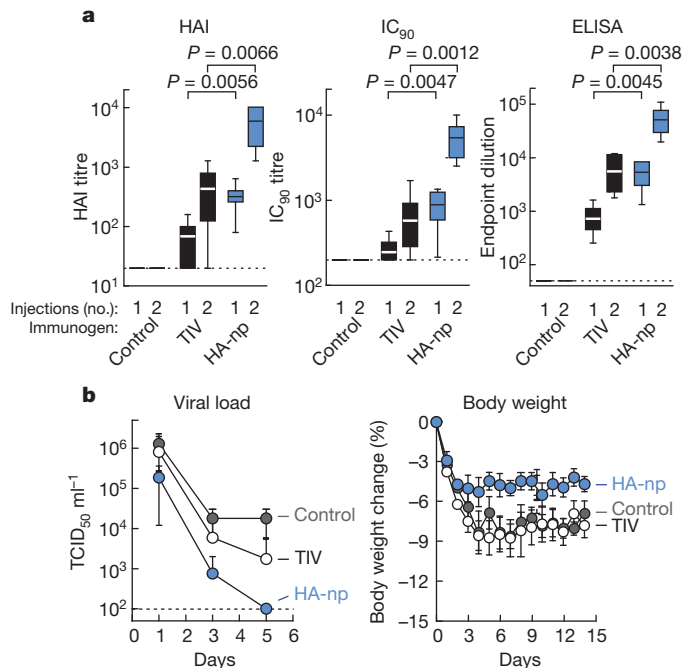 a
HAI
IC90
ELISA
P = 0.0066
P = 0.0012
P = 0.0038
P = 0.0056
P = 0.0047
P = 0.0045
HAI titre
10^4
10^3
10^2
10^1
IC90 titre
10^4
10^3
10^2
Endpoint dilution
10^5
10^4
10^3
10^2
Injections (no.): 1 2 1 2 1 2 1 2 1 2 1 2 1 2 1 2 1 2
Immunogen: Control TIV HA-np Control TIV HA-np Control TIV HA-np
b
Viral load
Body weight
TCID50 ml−1
10^6
10^5
10^4
10^3
10^2
Control
TIV
HA-np
0 1 2 3 4 5 6
Days
Body weight change (%)
0
−3
−6
−9
−12
−15
HA-np
Control
TIV
0 3 6 9 12 15
Days